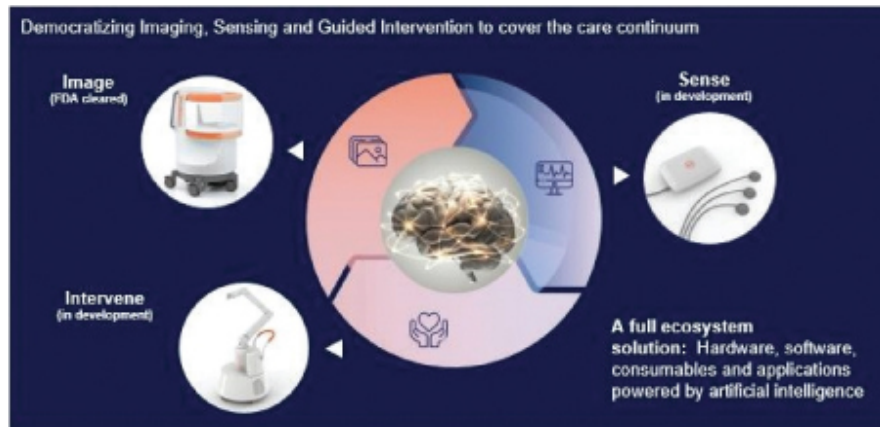 Democratizing Imaging, Sensing and Guided Intervention to cover the care continuum
Image
(FDA cleared)
Sense
(in development)
Intervene
(in development)
A full ecosystem
solution: Hardware, software,
consumables and applications
powered by artificial intelligence